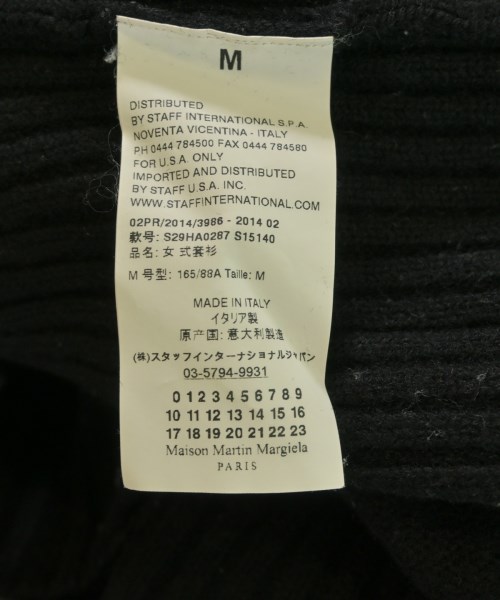 M
DISTRIBUTED
BY STAFF INTERNATIONAL S.P.A.
NOVENTA VICENTINA - ITALY
PH 0444 784500 FAX 0444 784580
FOR U.S.A. ONLY
IMPORTED AND DISTRIBUTED
BY STAFF U.S.A. INC.
WWW.STAFFINTERNATIONAL.COM
02PR/2014/3986 - 2014 02
款号: S29HA0287 S15140
品名: 女 式套衫
M 号型: 165/88A Taille: M
MADE IN ITALY
イタリア製
原产国: 意大利製造
(株)スタッフインターナショナルジャパン
03-5794-9931
0 1 2 3 4 5 6 7 8 9
10 11 12 13 14 15 16
17 18 19 20 21 22 23
Maison Martin Margiela
PARIS